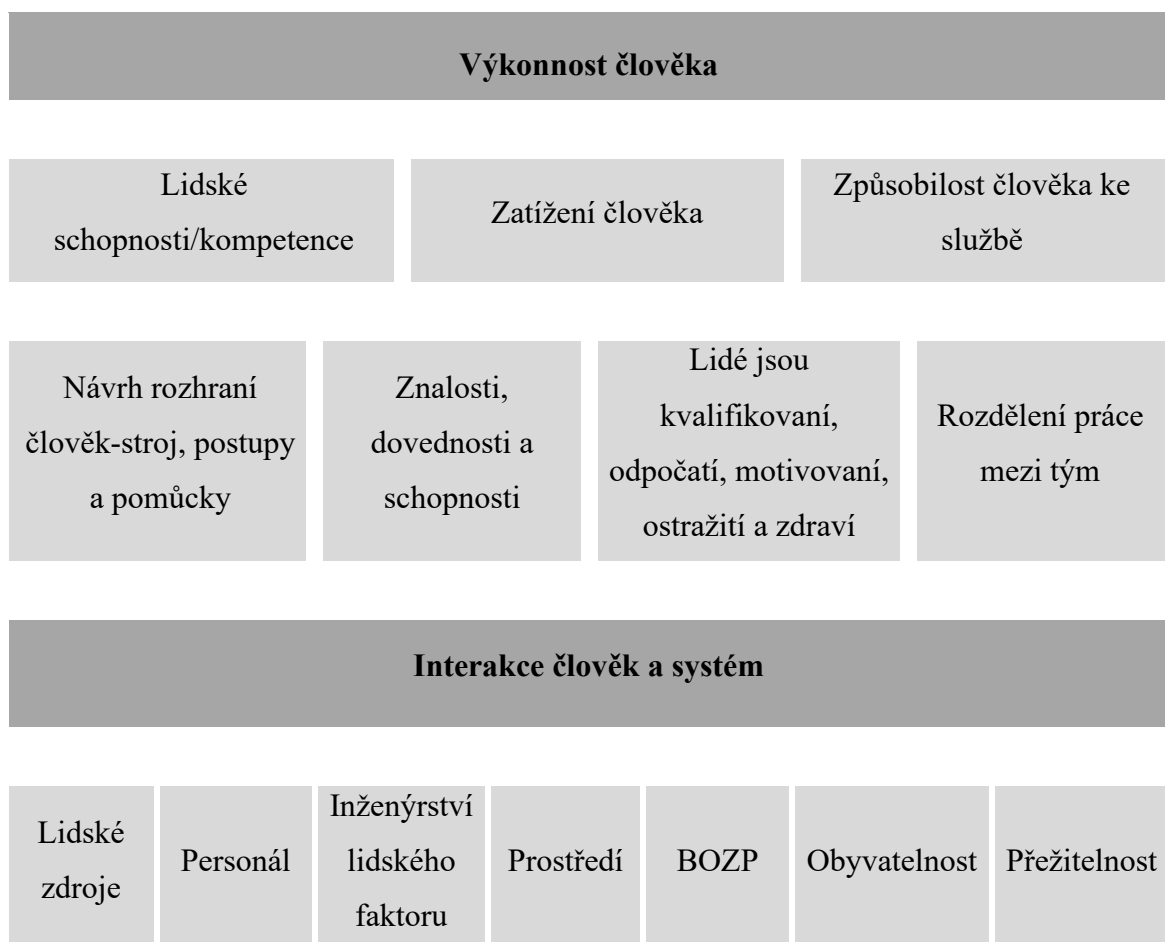 Výkonnost člověka
Lidské
schopnosti/kompetence
Zatížení člověka
Způsobilost člověka ke
službě
Návrh rozhraní
člověk-stroj, postupy
a pomůcky
Znalosti,
dovednosti a
schopnosti
Lidé jsou
kvalifikovaní,
odpočatí, motivovaní,
ostražití a zdraví
Rozdělení práce
mezi tým
Interakce člověk a systém
Lidské
zdroje
Personál
Inženýrství
lidského
faktoru
Prostředí
BOZP
Obyvatelnost
Přežitelnost